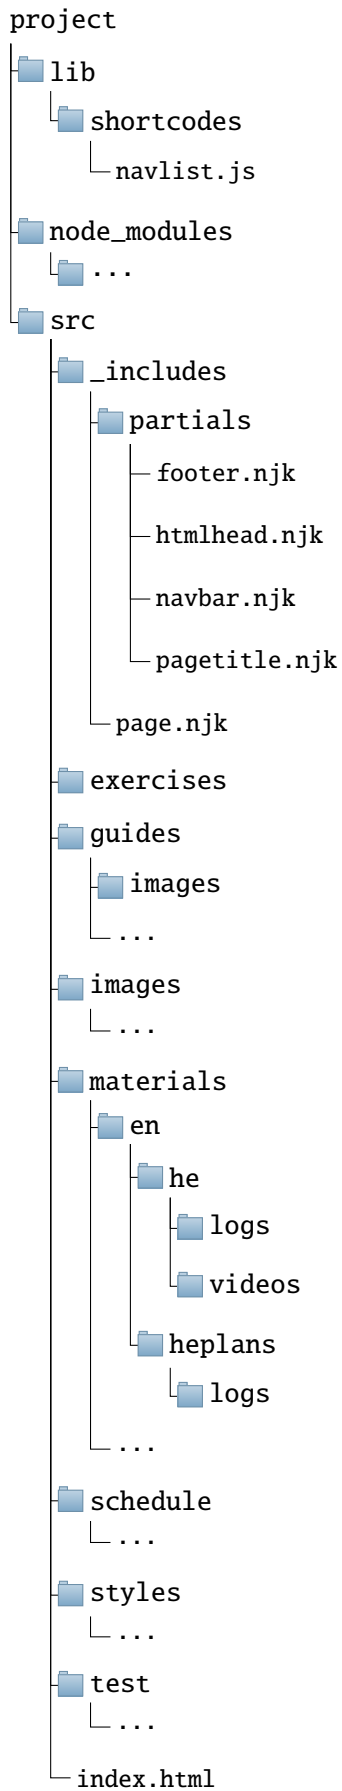 project
lib
shortcodes
navlist.js
node_modules
...
src
_includes
partials
footer.njk
htmlhead.njk
navbar.njk
pagetitle.njk
page.njk
exercises
guides
images
...
images
...
materials
en
he
logs
videos
heplans
logs
...
schedule
...
styles
...
test
...
index.html